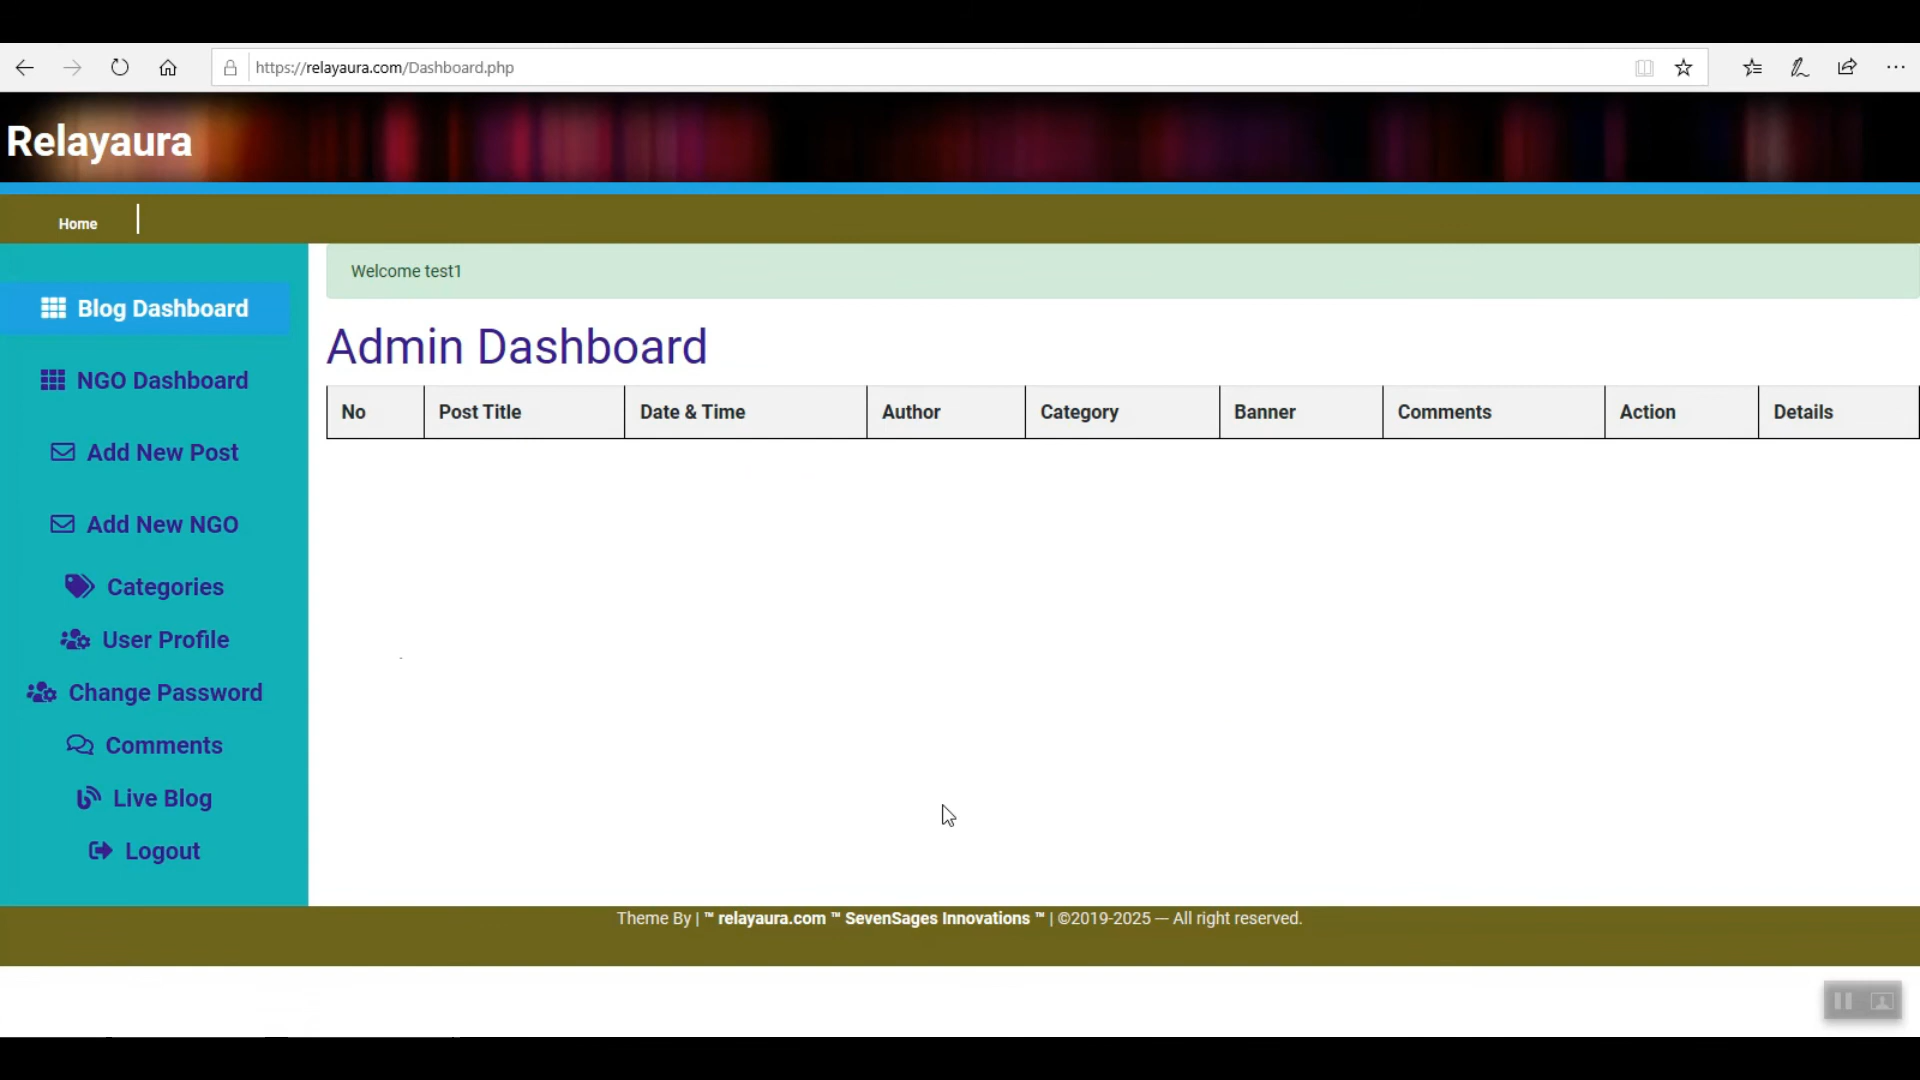 https://relayaura.com/Dashboard.php
Relayaura
Home
Welcome test1
Blog Dashboard
NGO Dashboard
Add New Post
Add New NGO
Categories
User Profile
Change Password
Comments
Live Blog
Logout
Admin Dashboard
No Post Title Date & Time Author Category Banner Comments Action Details
Theme By | ™ relayaura.com ™ SevenSages Innovations ™ | ©2019-2025 — All right reserved.